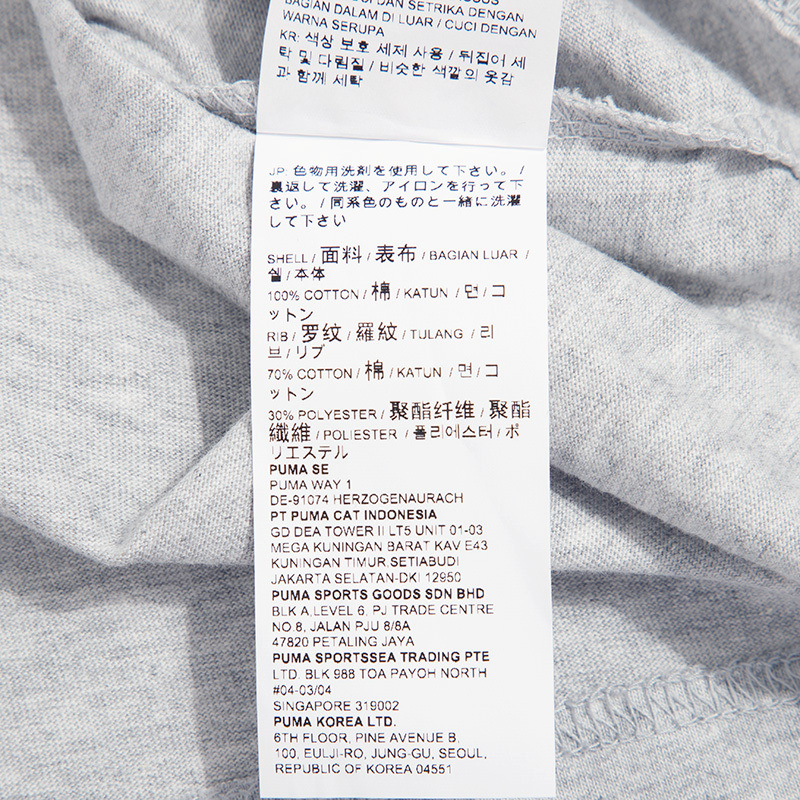 BAGIAN DALAM DI LUAR / CUCI DENGAN
WARNA SERUPA
KR: 색상 보호 세제 사용 / 뒤집어 세
탁 및 다림질 / 비슷한 색깔의 옷감
과 함께 세탁
JP: 色物用洗剤を使用して下さい。 /
裏返して洗濯、アイロンを行って下
さい。 / 同系色のものと一緒に洗濯
して下さい
SHELL / 面料 / 表布 / BAGIAN LUAR /
쉘 / 本体
100% COTTON / 棉 / KATUN / 면 / コ
ットン
RIB / 罗纹 / 羅紋 / TULANG / 리
브 / リブ
70% COTTON / 棉 / KATUN / 면 / コ
ットン
30% POLYESTER / 聚酯纤维 / 聚酯
纖維 / POLIESTER / 폴리에스터 / ポ
リエステル
PUMA SE
PUMA WAY 1
DE-91074 HERZOGENAURACH
PT PUMA CAT INDONESIA
GD DEA TOWER II LT5 UNIT 01-03
MEGA KUNINGAN BARAT KAV E43
KUNINGAN TIMUR,SETIABUDI
JAKARTA SELATAN-DKI 12950
PUMA SPORTS GOODS SDN BHD
BLK A,LEVEL 6, PJ TRADE CENTRE
NO 8, JALAN PJU 8/8A
47820 PETALING JAYA
PUMA SPORTSSEA TRADING PTE
LTD. BLK 988 TOA PAYOH NORTH
#04-03/04
SINGAPORE 319002
PUMA KOREA LTD.
6TH FLOOR, PINE AVENUE B.
100, EULJI-RO, JUNG-GU, SEOUL,
REPUBLIC OF KOREA 04551